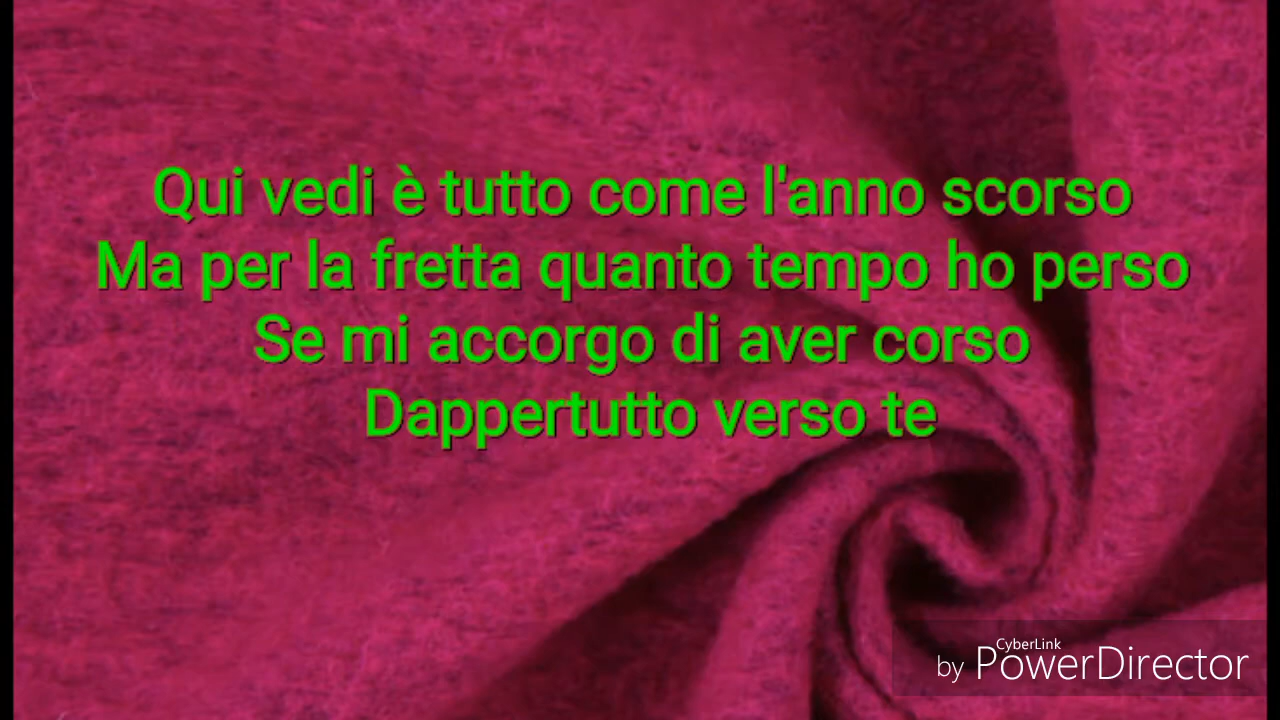 Qui vedi è tutto come l'anno scorso
Ma per la fretta quanto tempo ho perso
Se mi accorgo di aver corso
Dappertutto verso te
CyberLink
by PowerDirector